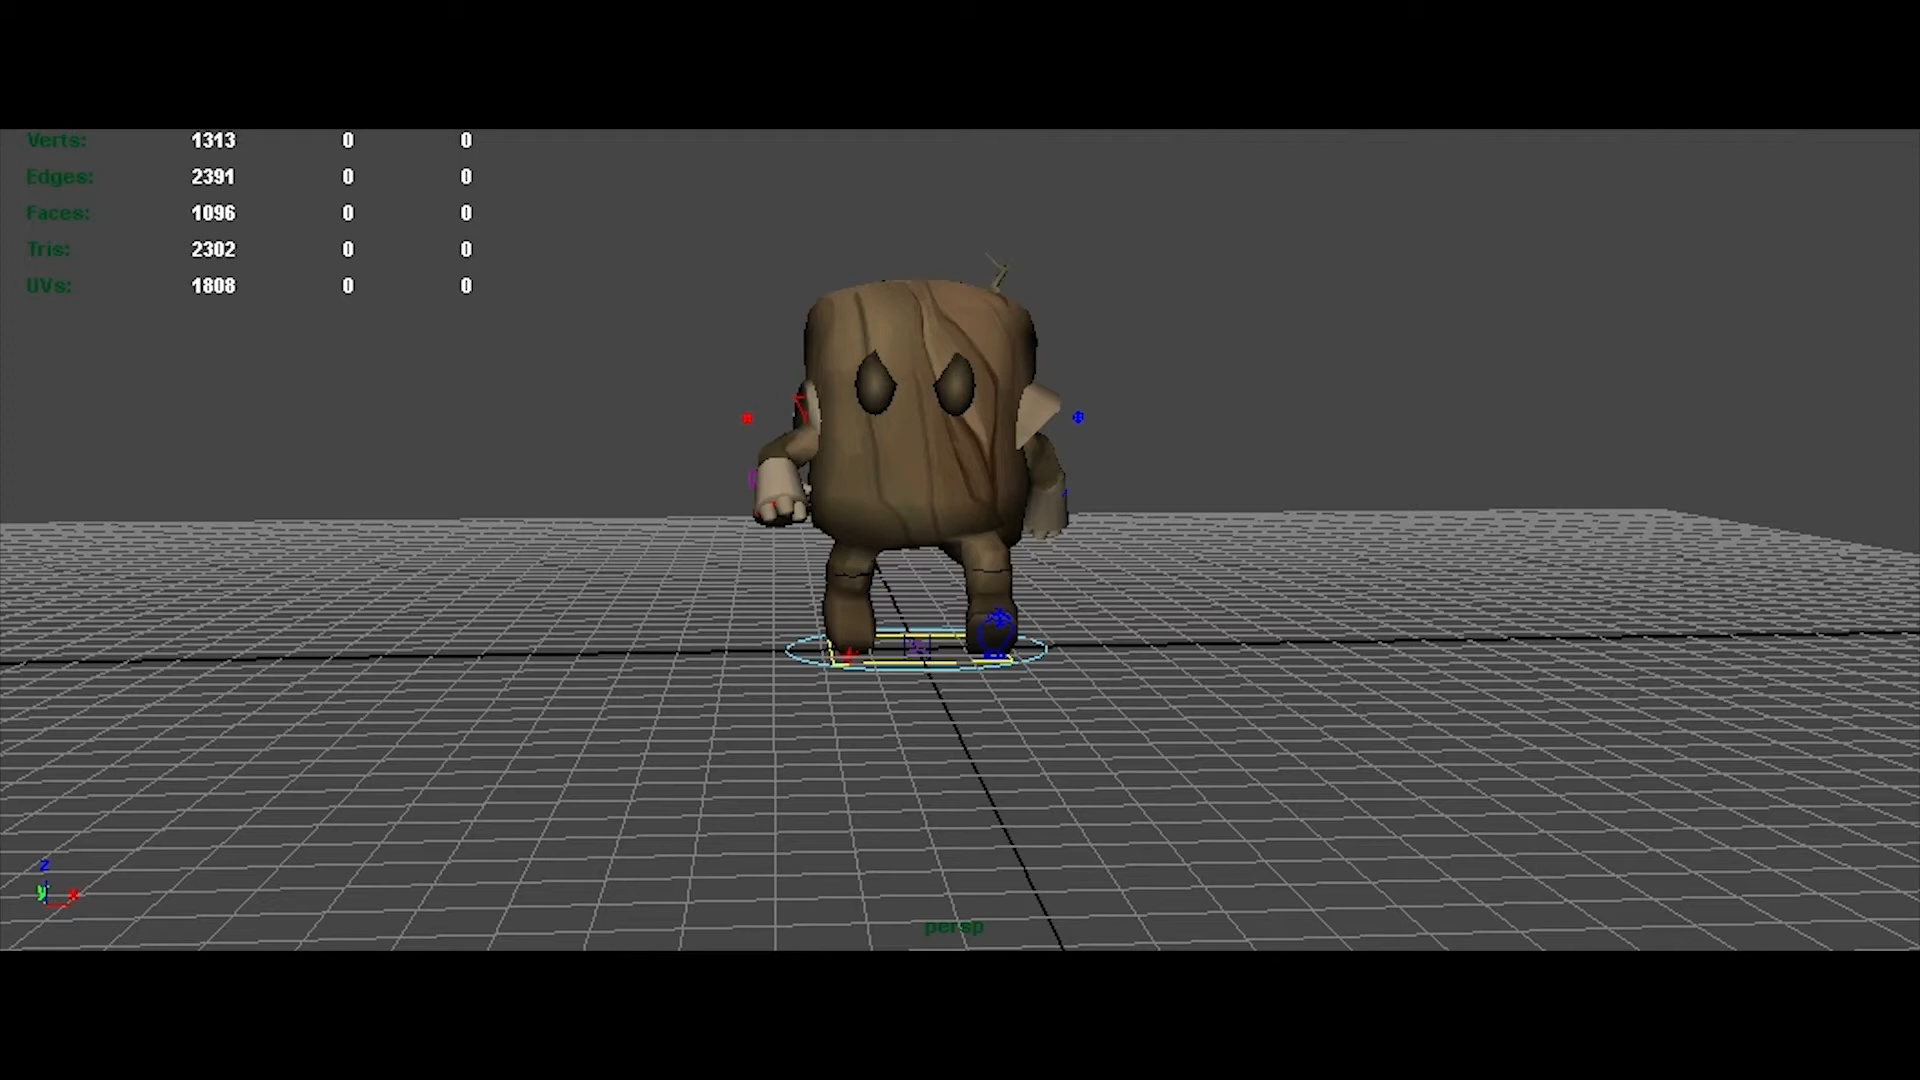 Verts: 1313 0 0
Edges: 2391 0 0
Faces: 1096 0 0
Tris: 2302 0 0
UVs: 1808 0 0
z
y x
persp